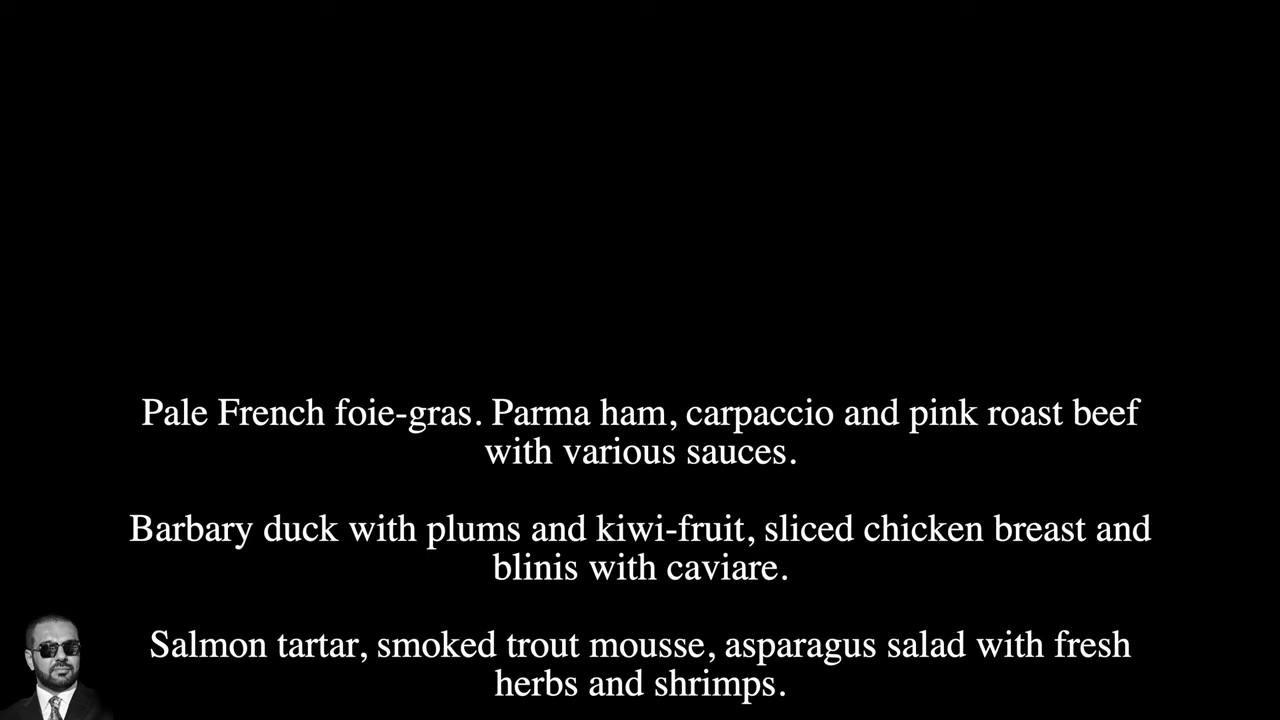 Pale French foie-gras. Parma ham, carpaccio and pink roast beef
with various sauces.
Barbary duck with plums and kiwi-fruit, sliced chicken breast and
blinis with caviare.
Salmon tartar, smoked trout mousse, asparagus salad with fresh
herbs and shrimps.